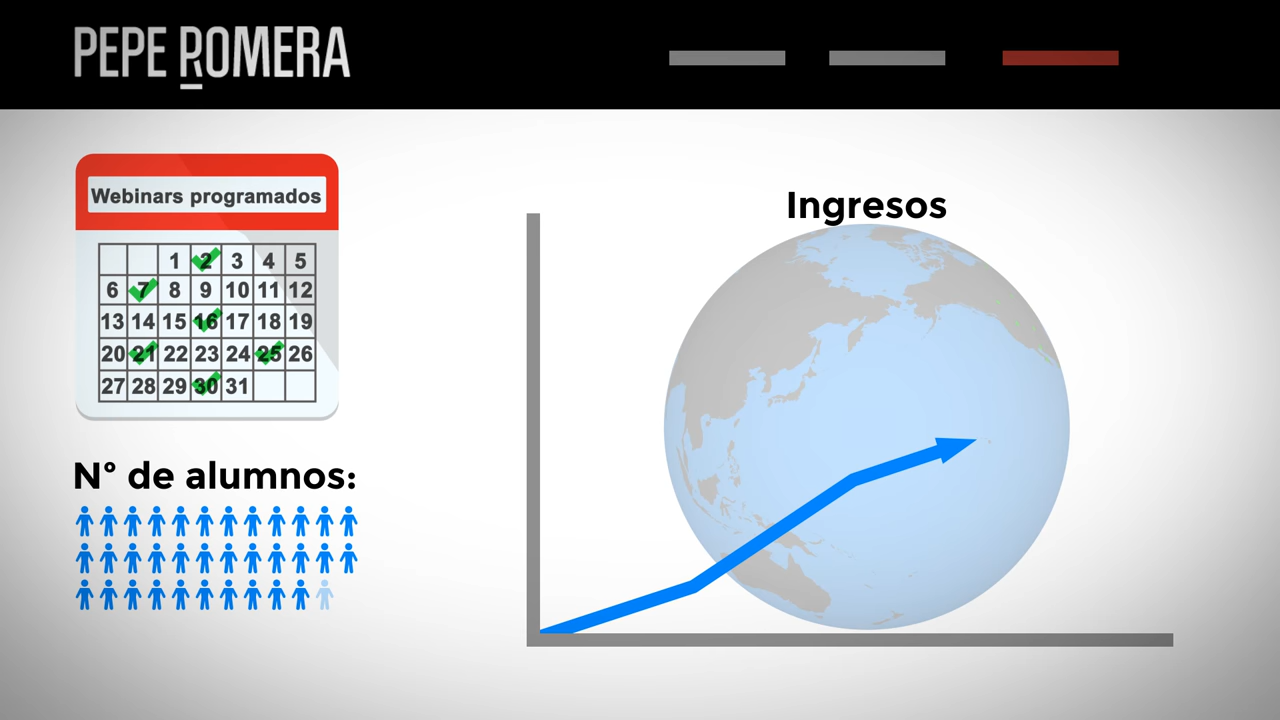 PEPE ROMERA
Webinars programados
1 2 3 4 5
6 7 8 9 10 11 12
13 14 15 16 17 18 19
20 21 22 23 24 25 26
27 28 29 30 31
N° de alumnos:
Ingresos